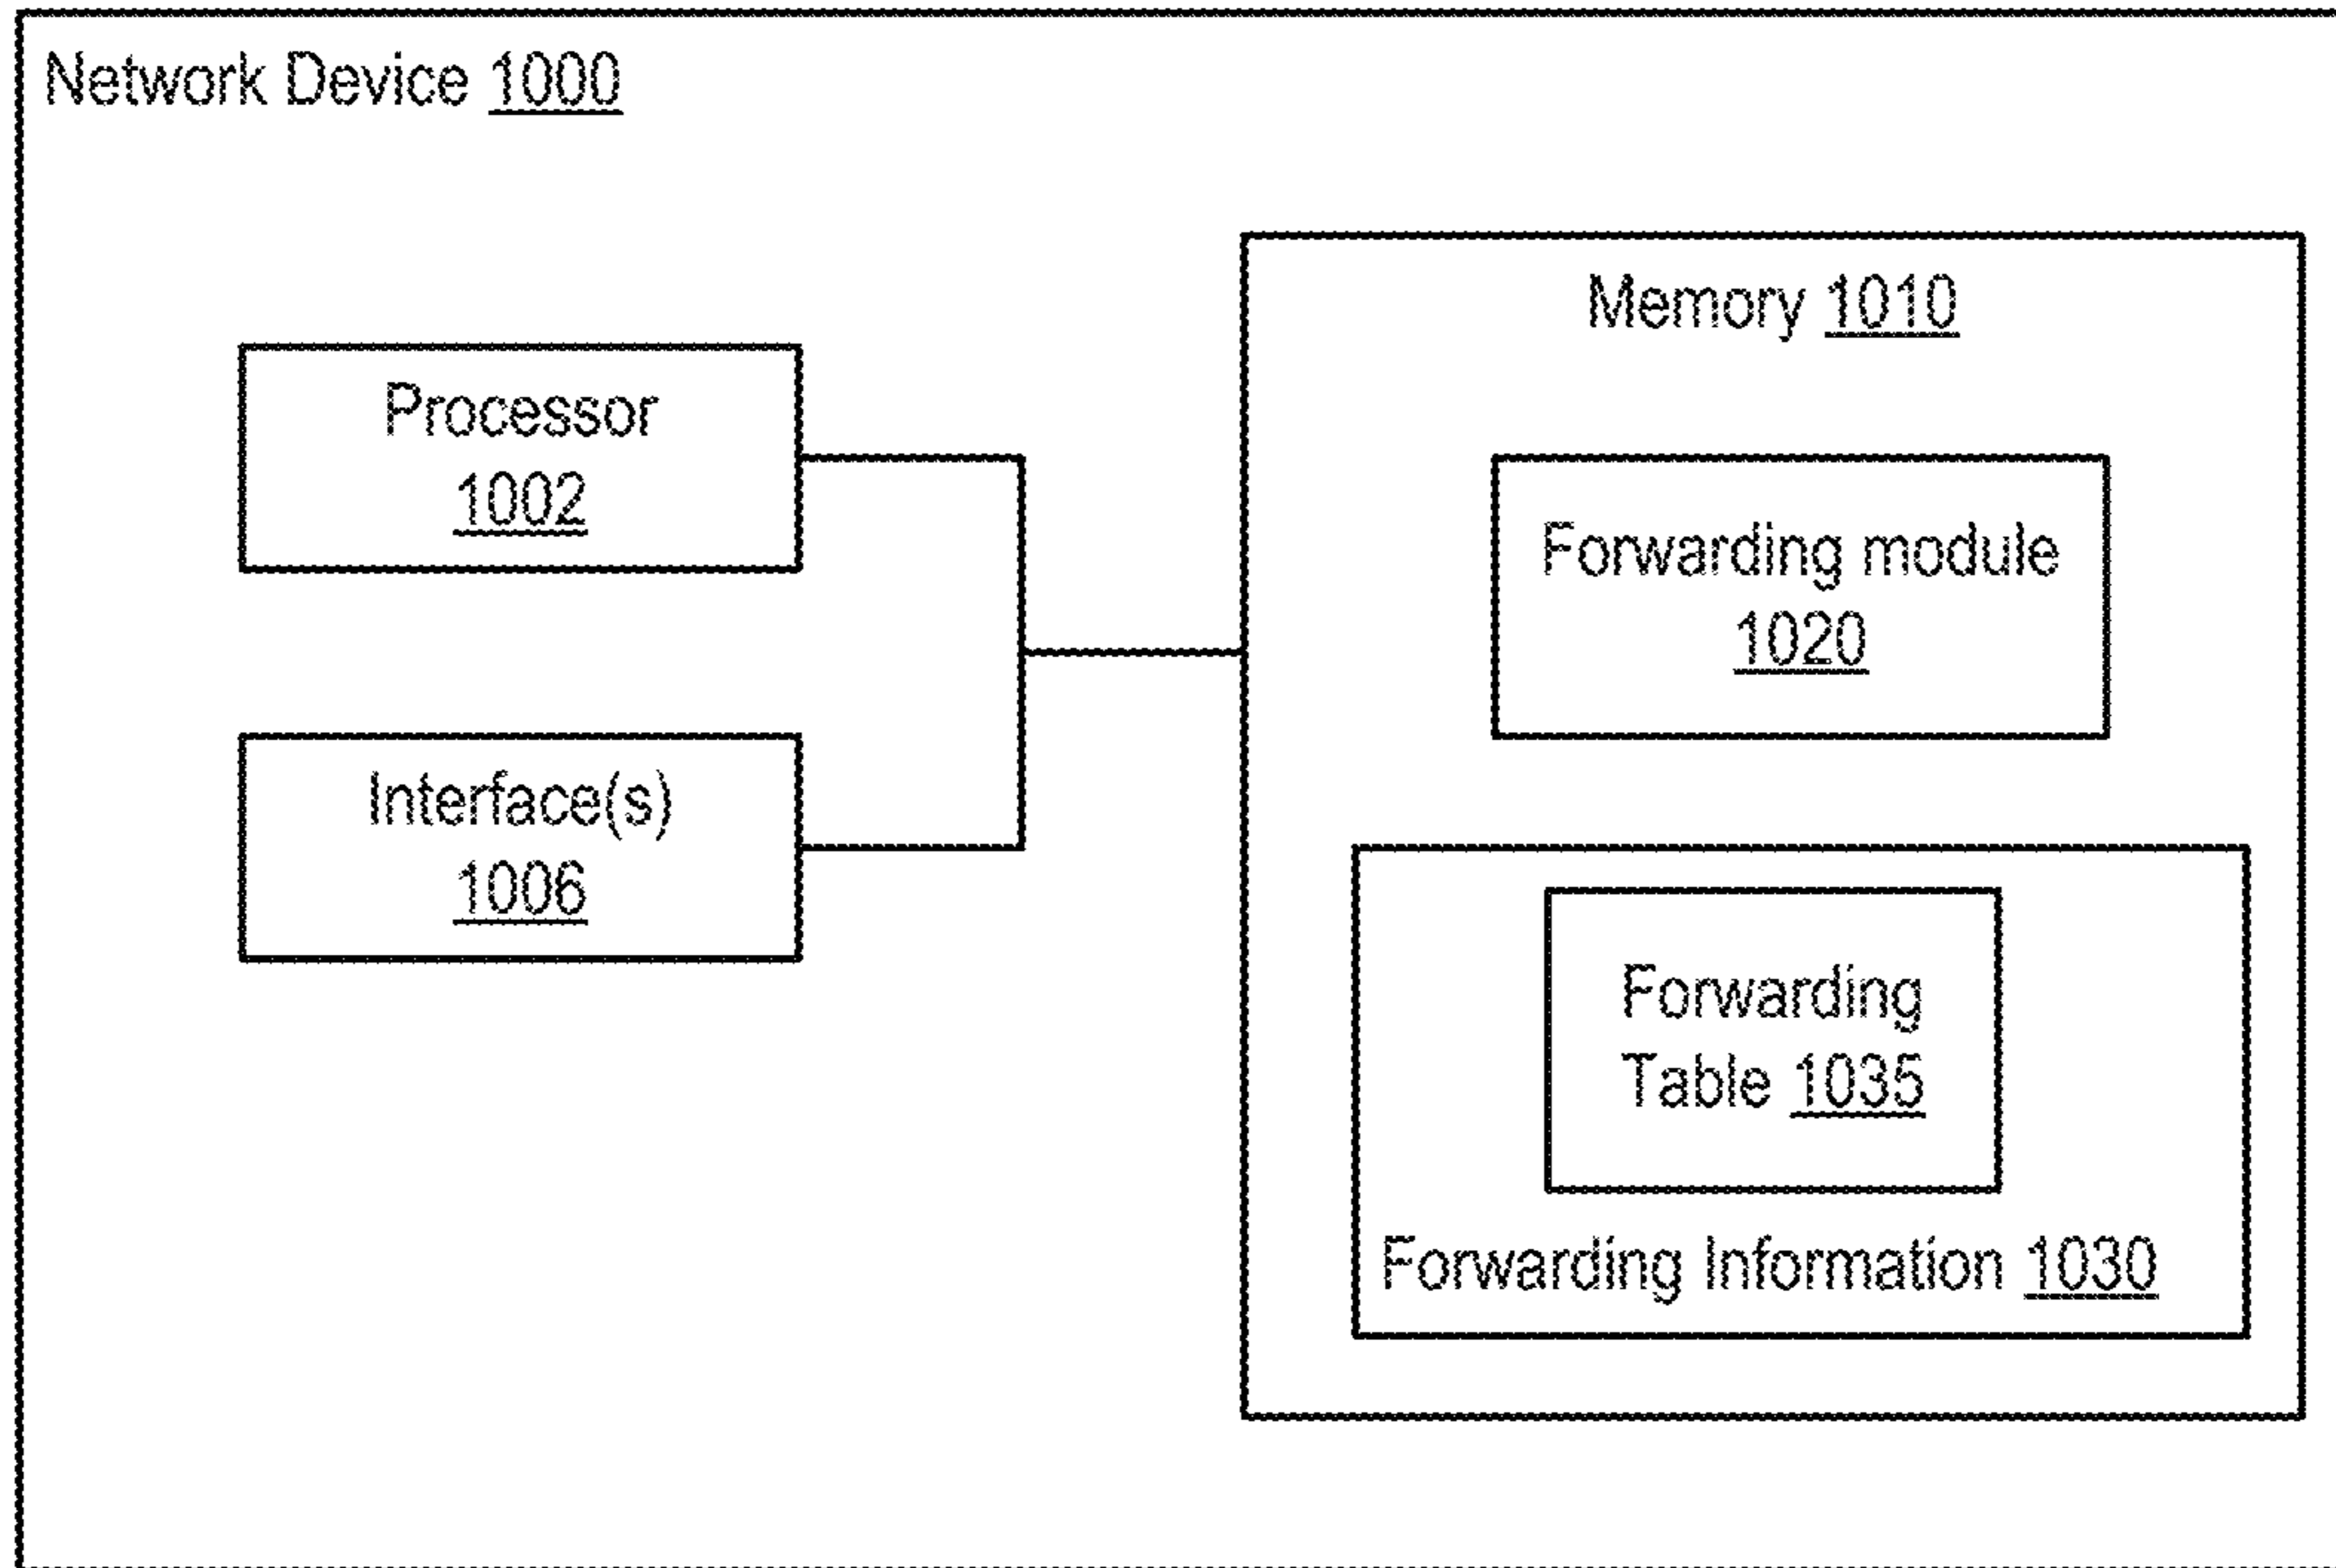 Network Device 1000
Processor
1002
Interface(s)
1006
Memory 1010
Forwarding module
1020
Forwarding
Table 1035
Forwarding Information 1030